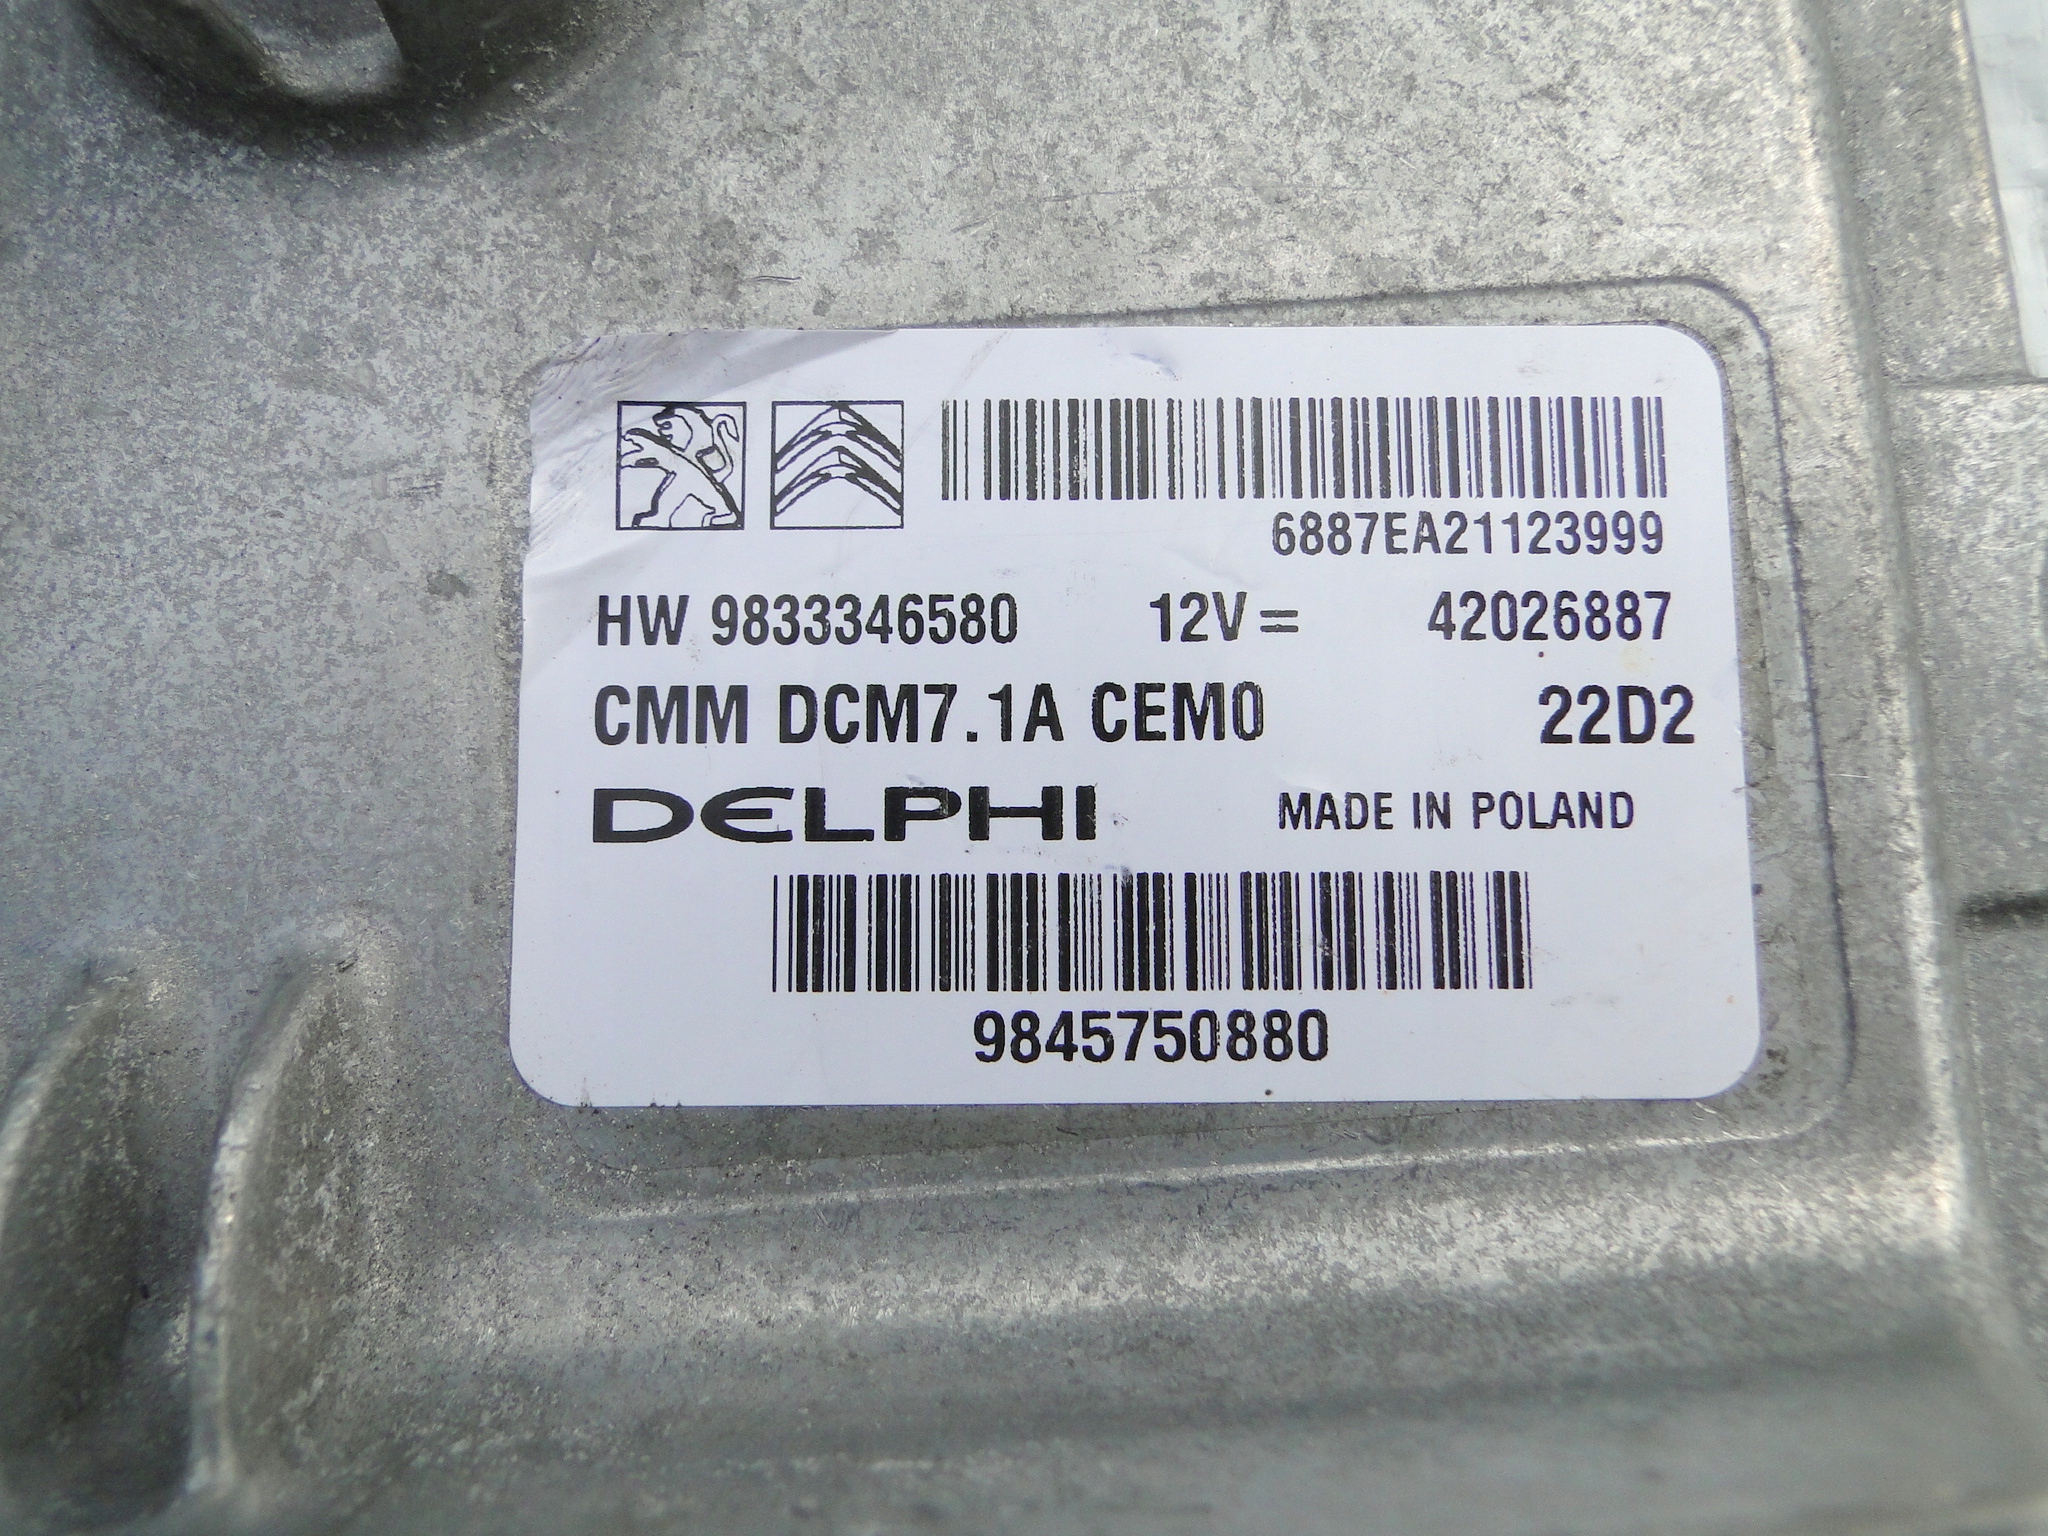 6887EA21123999
HW 9833346580 12V= 42026887
CMM DCM7.1A CEM0 22D2
DELPHI MADE IN POLAND
9845750880